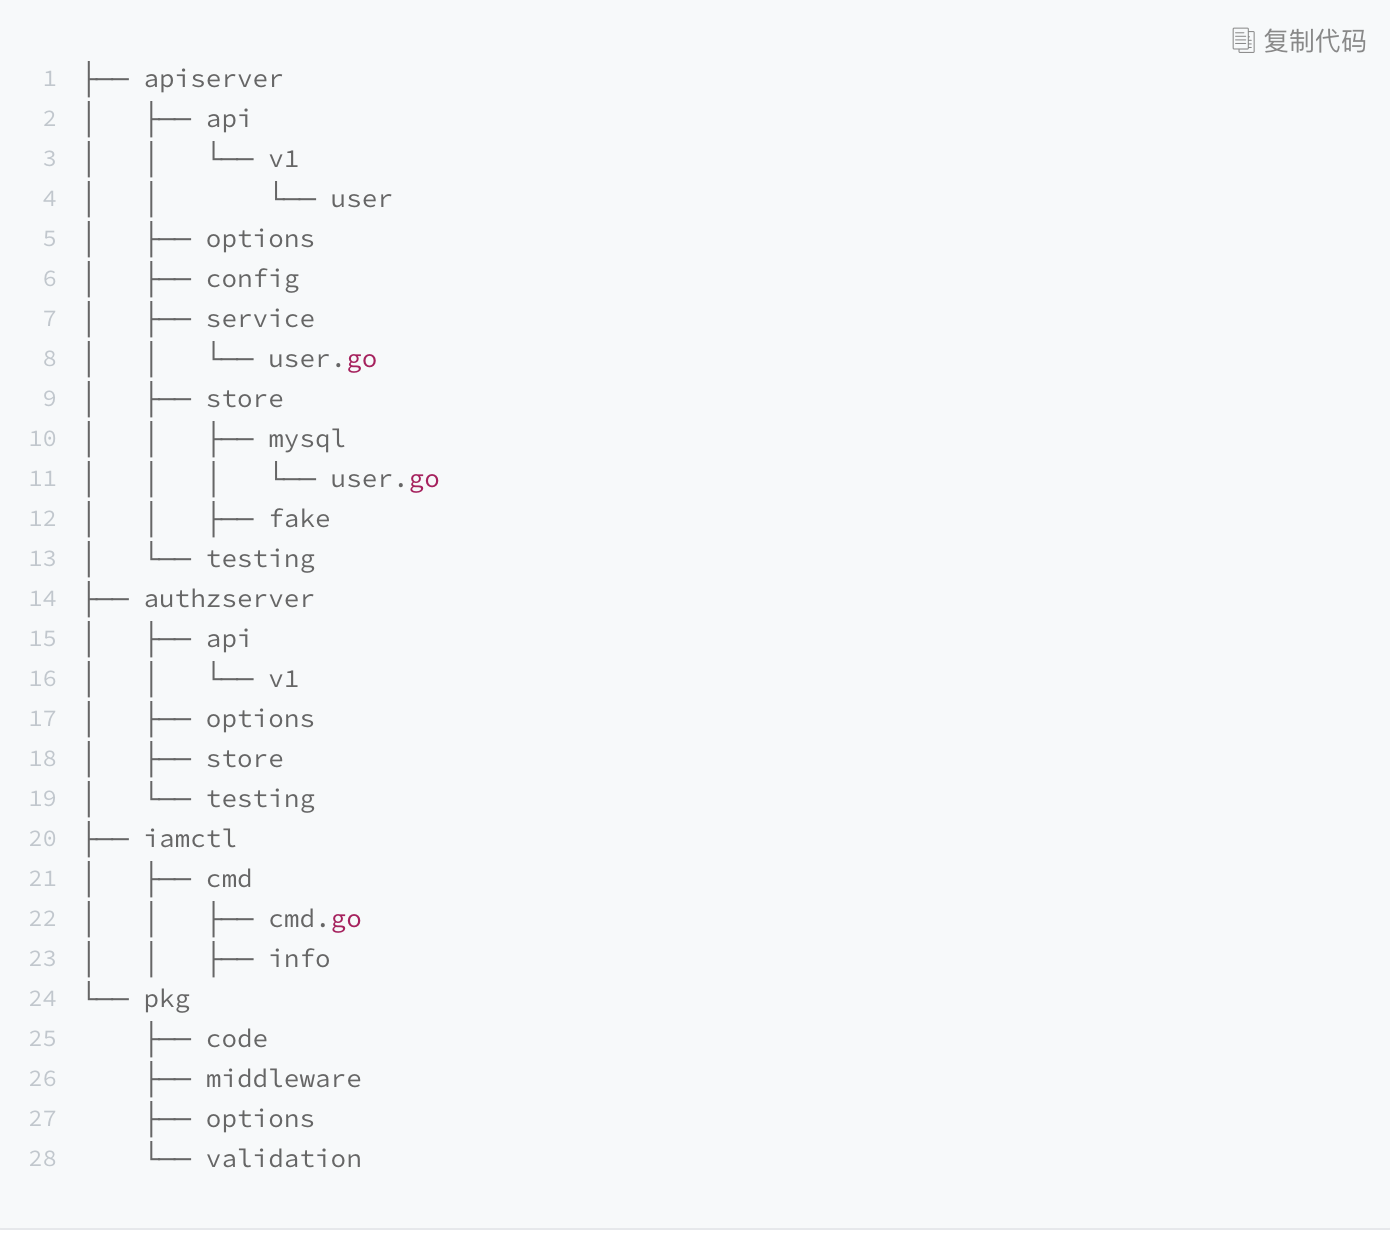 复制代码
1 ├── apiserver
2 │   ├── api
3 │   │   └── v1
4 │   │       └── user
5 │   ├── options
6 │   ├── config
7 │   ├── service
8 │   │   └── user.go
9 │   ├── store
10 │   │   ├── mysql
11 │   │   │   └── user.go
12 │   │   ├── fake
13 │   └── testing
14 ├── authzserver
15 │   ├── api
16 │   │   └── v1
17 │   ├── options
18 │   ├── store
19 │   └── testing
20 ├── iamctl
21 │   ├── cmd
22 │   │   ├── cmd.go
23 │   │   ├── info
24 └── pkg
25     ├── code
26     ├── middleware
27     ├── options
28     └── validation